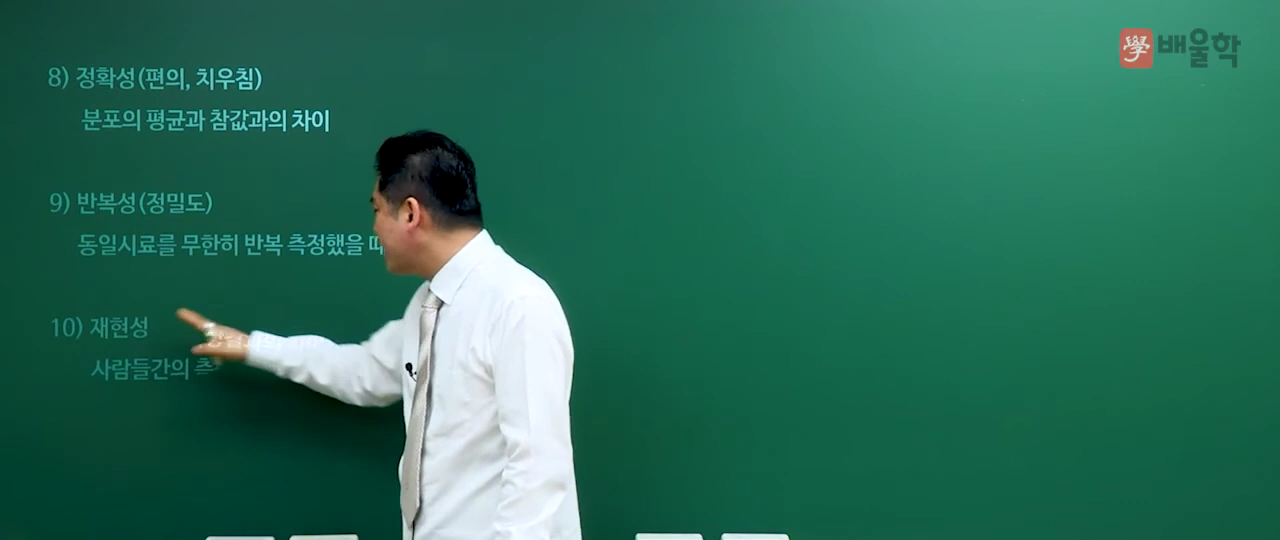 學 배울학
8) 정확성(편의, 치우침)
분포의 평균과 참값과의 차이
9) 반복성(정밀도)
동일시료를 무한히 반복 측정했을
10) 재현성
사람들간의